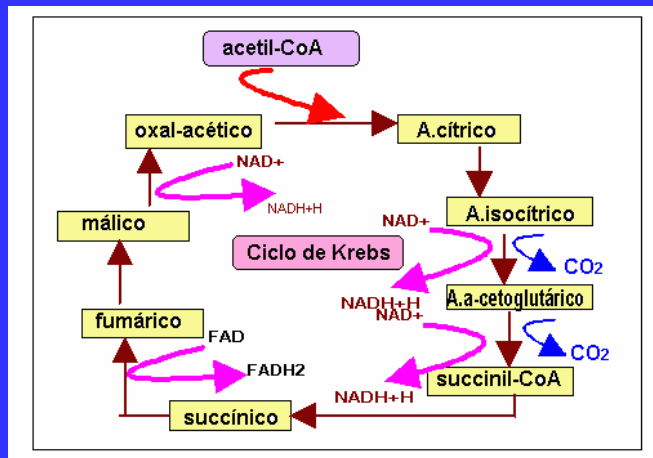 acetil-CoA
oxal-acético
A.cítrico
NAD+
NADH+H
málico
A.isocítrico
NAD+
Ciclo de Krebs
CO2
NADH+H
A.a-cetoglutárico
NAD+
fumárico
FAD
CO2
FADH2
succinil-CoA
NADH+H
succínico